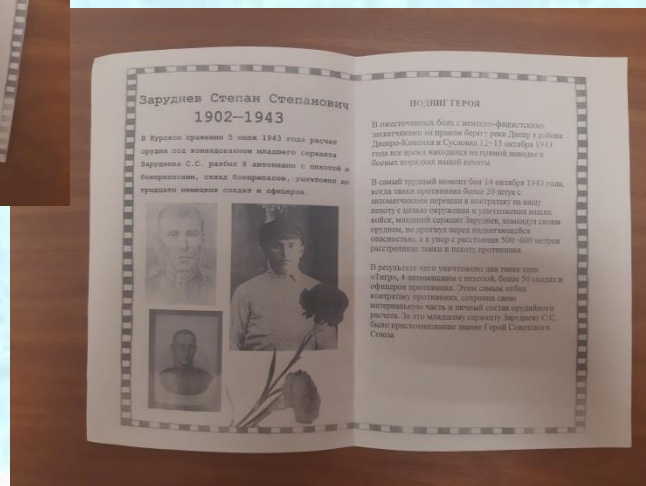 Заруднев Степан Степанович
1902—1943
В Курском сражении 5 июля 1943 года расчет
орудия под командованием младшего сержанта
Заруднева С.С. разбил 8 автомашин с пехотой и
боеприпасами, склад боеприпасов, уничтожил до
тридцати немецких солдат и офицеров.
ПОДВИГ ГЕРОЯ
В ожесточенных боях с немецко-фашистскими
захватчиками на правом берегу реки Днепр в районе
Днепро-Каменки и Сусловка 12-15 октября 1943
года все время находился на прямой наводке в
боевых порядках нашей пехоты.
В самый трудный момент боя 14 октября 1943 года,
когда танки противника более 20 штук с
автоматчиками перешли в контратаку на нашу
пехоту с целью окружения и уничтожения наших
войск, младший сержант Заруднев, командуя своим
орудием, не дрогнул перед надвигающейся
опасностью, а в упор с расстояния 500-600 метров
расстреливал танки и пехоту противника.
В результате чего уничтожено два танка типа
«Тигр», 4 автомашины с пехотой, более 50 солдат и
офицеров противника. Этим самым отбил
контратаку противника, сохранив свою
материальную часть и личный состав орудийного
расчета. За это младшему сержанту Зарудневу С.С.
было присвоено звание Герой Советского
Союза